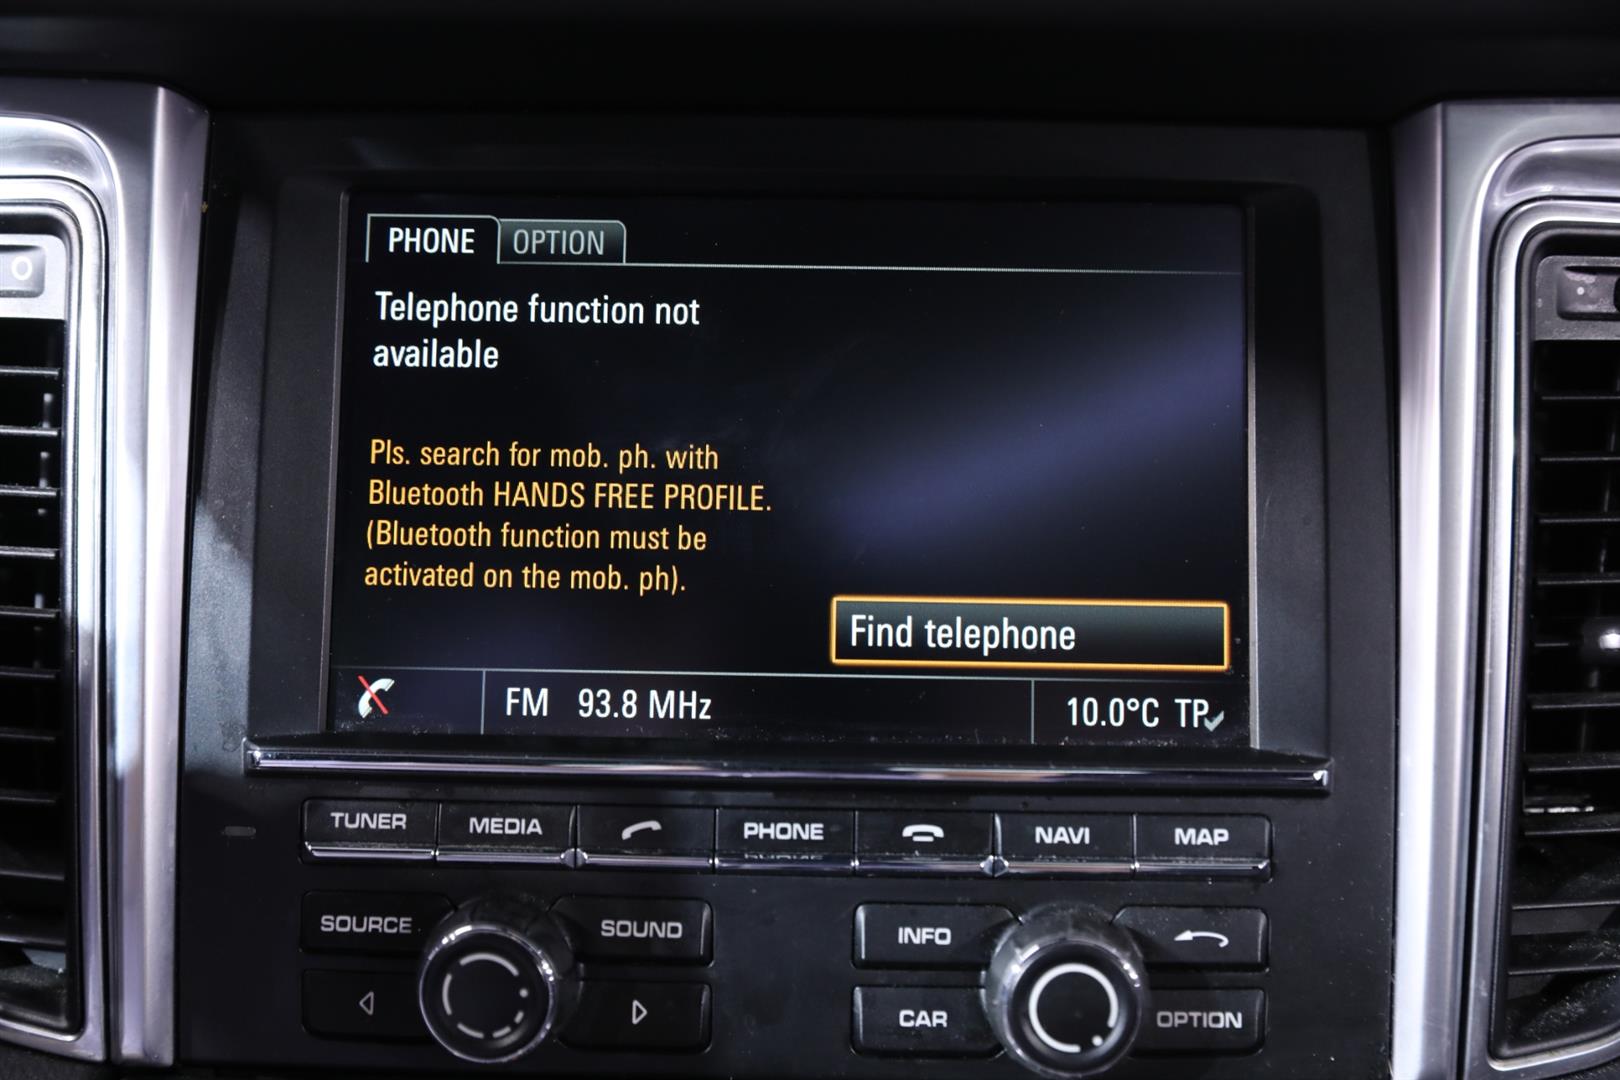 PHONE OPTION
Telephone function not
available
Pls. search for mob. ph. with
Bluetooth HANDS FREE PROFILE.
(Bluetooth function must be
activated on the mob. ph).
Find telephone
FM 93.8 MHz 10.0°C TP
TUNER MEDIA PHONE NAVI MAP
SOURCE SOUND INFO
CAR OPTION